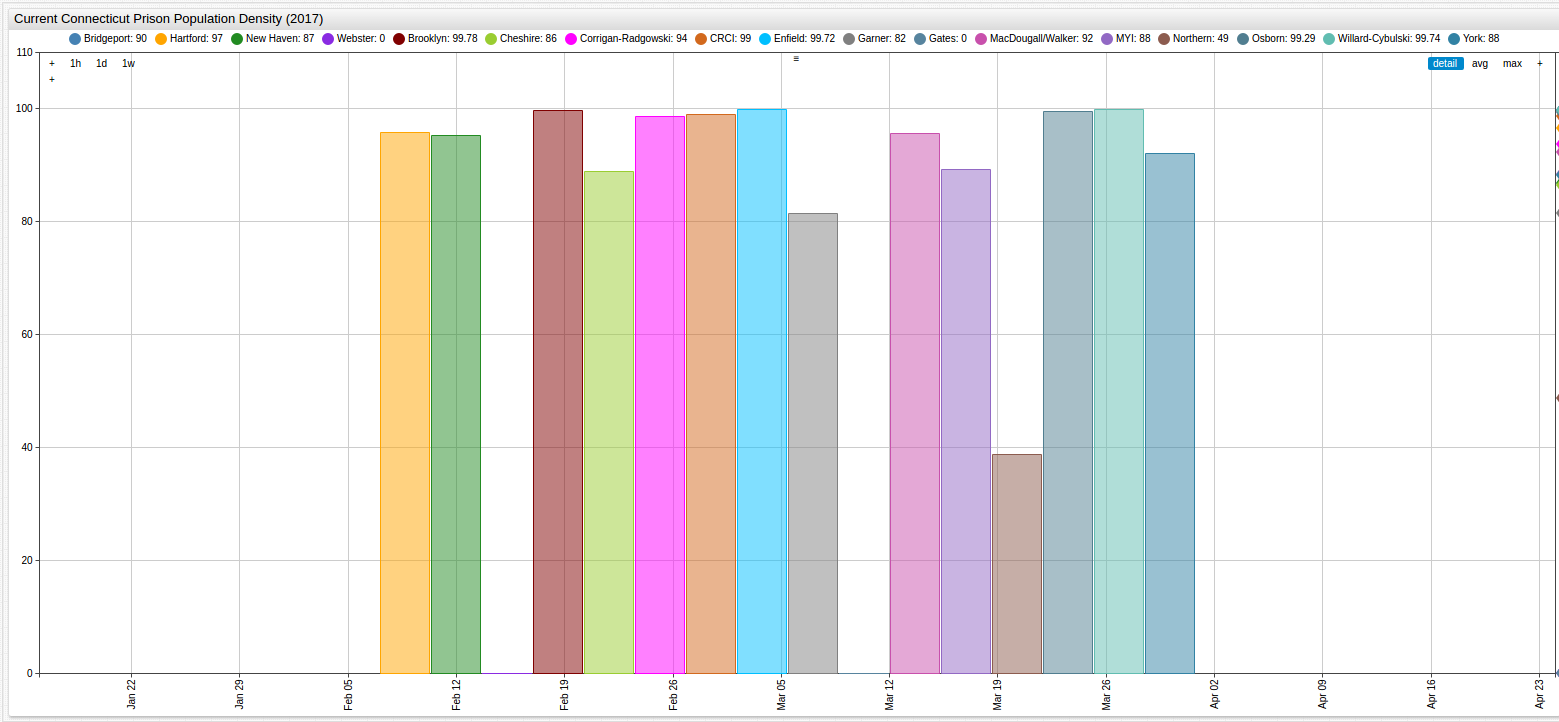 Current Connecticut Prison Population Density (2017)
Bridgeport: 90 Hartford: 97 New Haven: 87 Webster: 0 Brooklyn: 99.78 Cheshire: 86 Corrigan-Radgowski: 94 CRCI: 99 Enfield: 99.72 Garner: 82 Gates: 0 MacDougall/Walker: 92 MYI: 88 Northern: 49 Osborn: 99.29 Willard-Cybulski: 99.74 York: 88
110
+ 1h 1d 1w ≡ detail avg max +
+
100
80
60
40
20
0
Jan 22 Jan 29 Feb 05 Feb 12 Feb 19 Feb 26 Mar 05 Mar 12 Mar 19 Mar 26 Apr 02 Apr 09 Apr 16 Apr 23